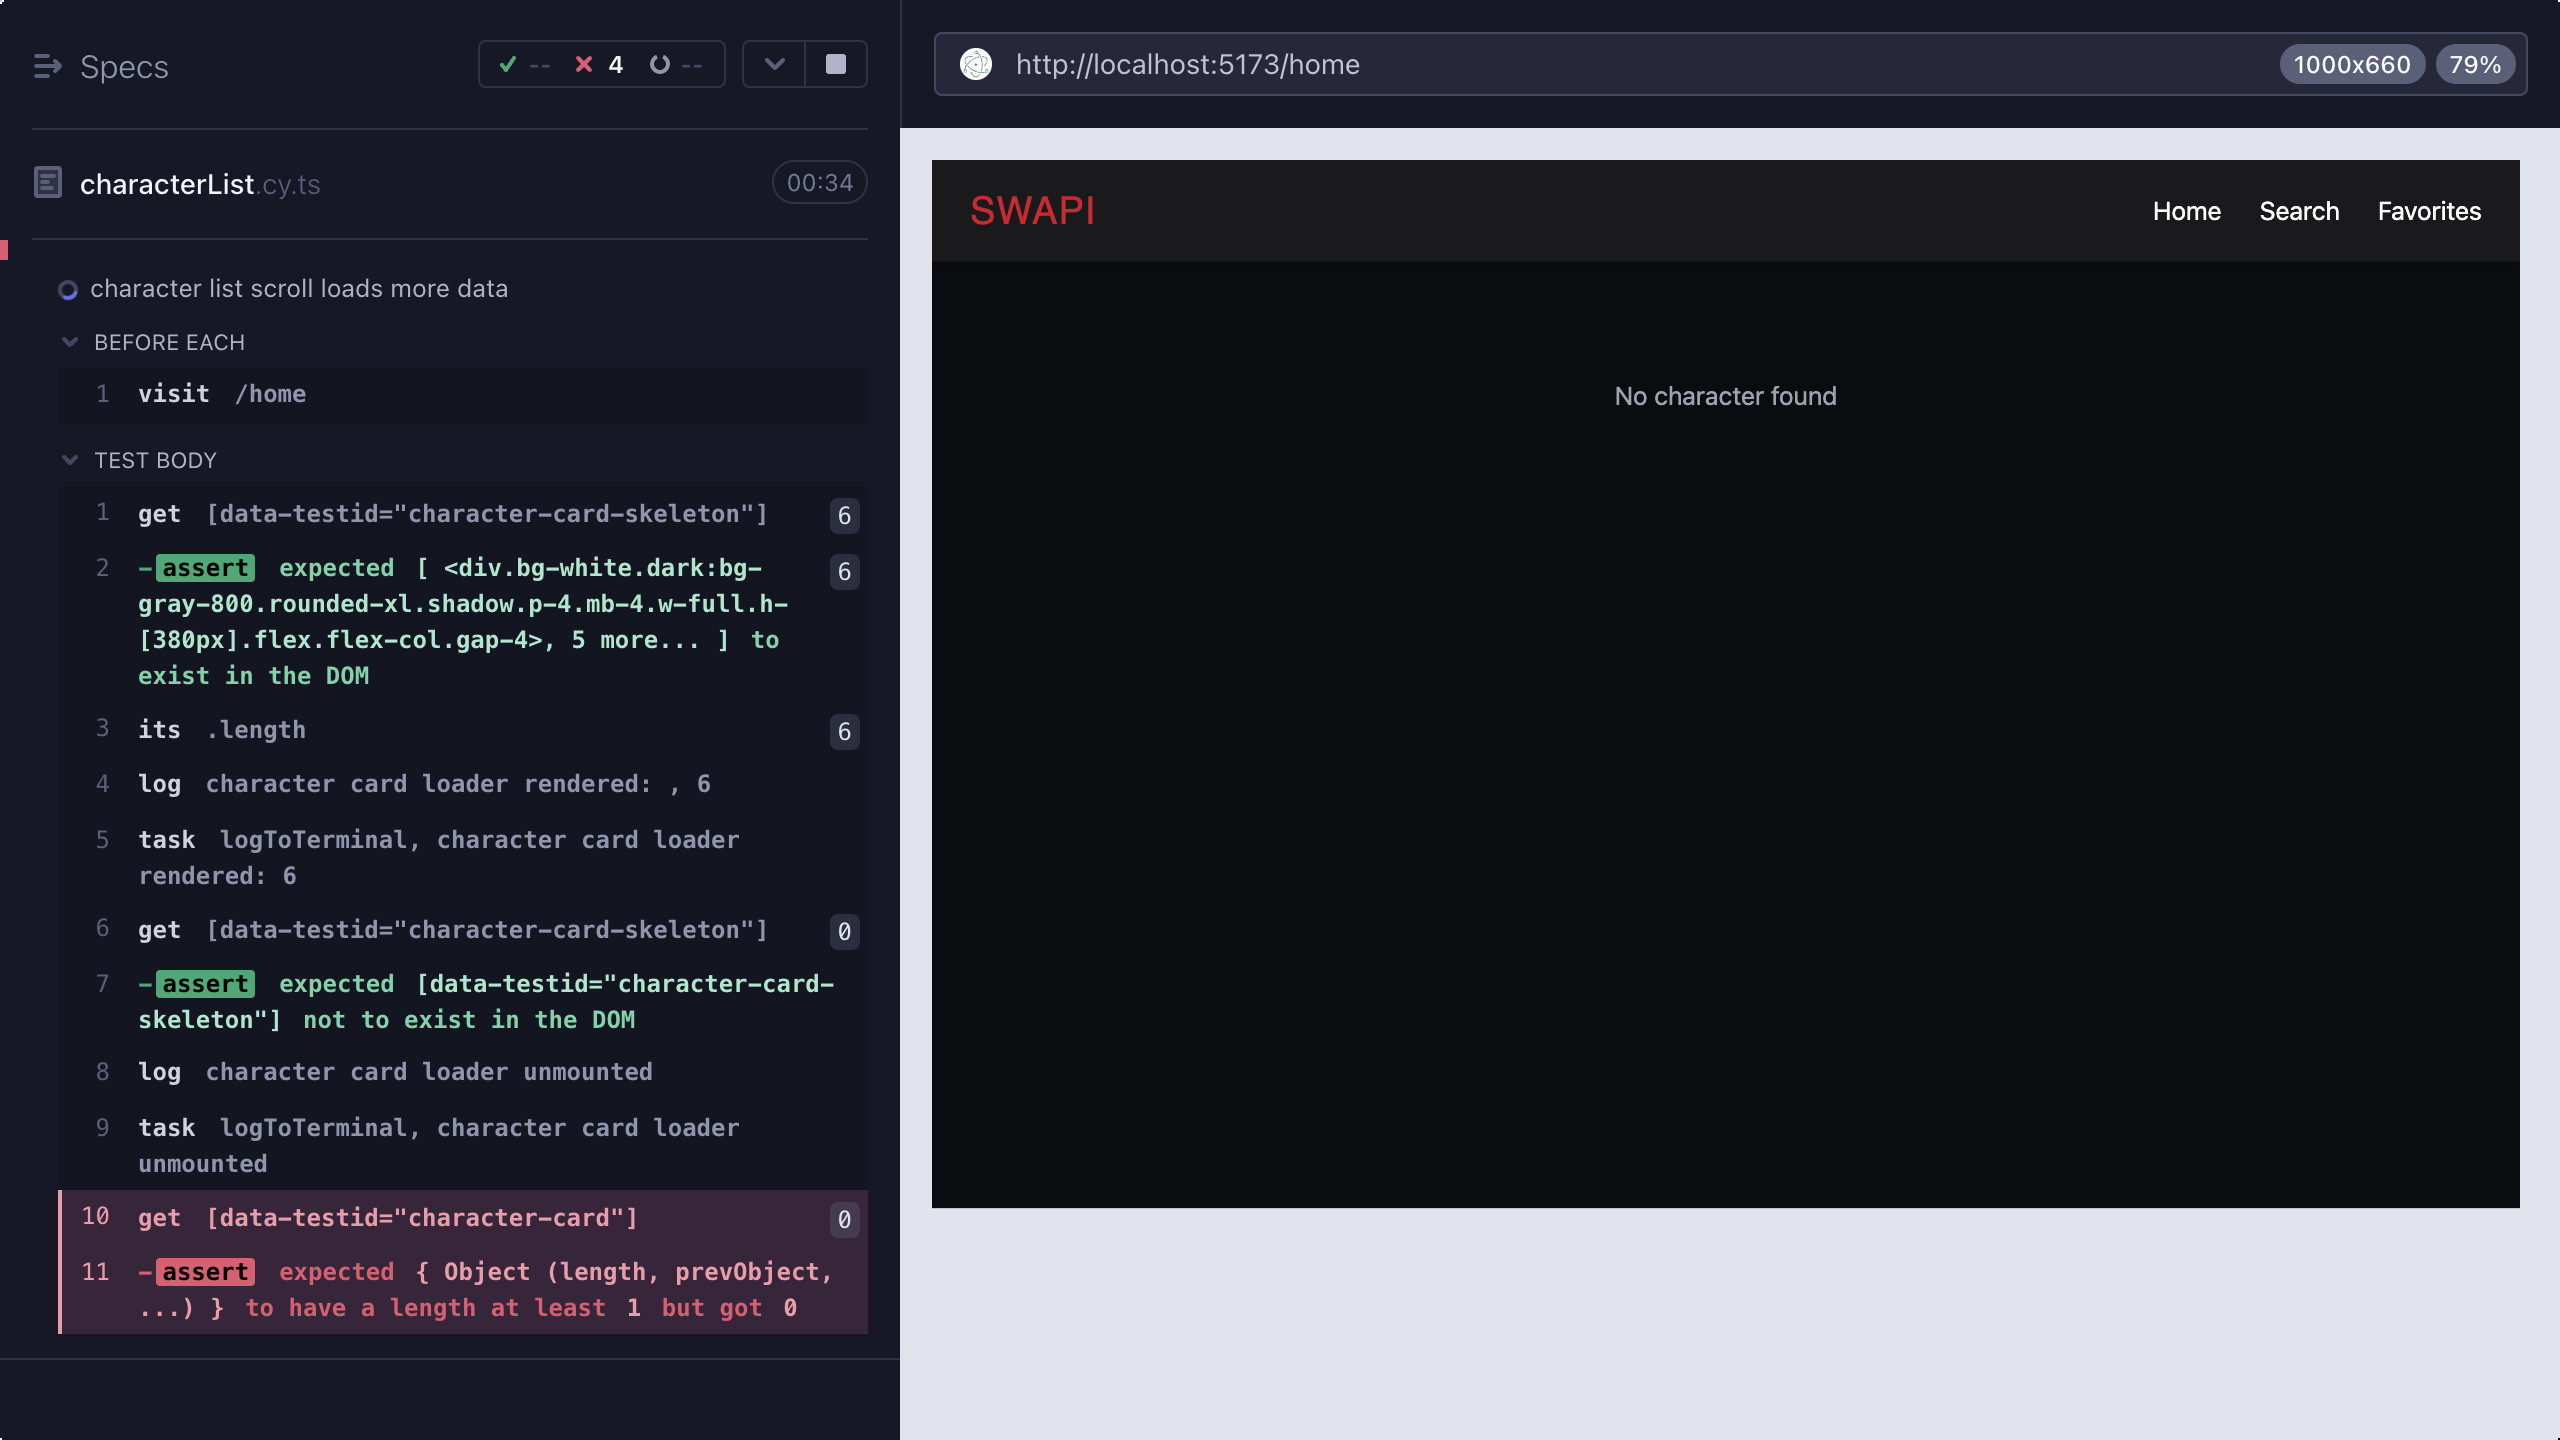 Specs
-- 4 --
characterList.cy.ts
00:34
character list scroll loads more data
BEFORE EACH
1 visit /home
TEST BODY
1 get [data-testid="character-card-skeleton"] 6
2 -assert expected [ <div.bg-white.dark:bg- 6
gray-800.rounded-xl.shadow.p-4.mb-4.w-full.h-
[380px].flex.flex-col.gap-4>, 5 more... ] to
exist in the DOM
3 its .length 6
4 log character card loader rendered: , 6
5 task logToTerminal, character card loader
rendered: 6
6 get [data-testid="character-card-skeleton"] 0
7 -assert expected [data-testid="character-card-
skeleton"] not to exist in the DOM
8 log character card loader unmounted
9 task logToTerminal, character card loader
unmounted
10 get [data-testid="character-card"] 0
11 -assert expected { Object (length, prevObject,
...) } to have a length at least 1 but got 0
http://localhost:5173/home
1000x660 79%
SWAPI
Home Search Favorites
No character found